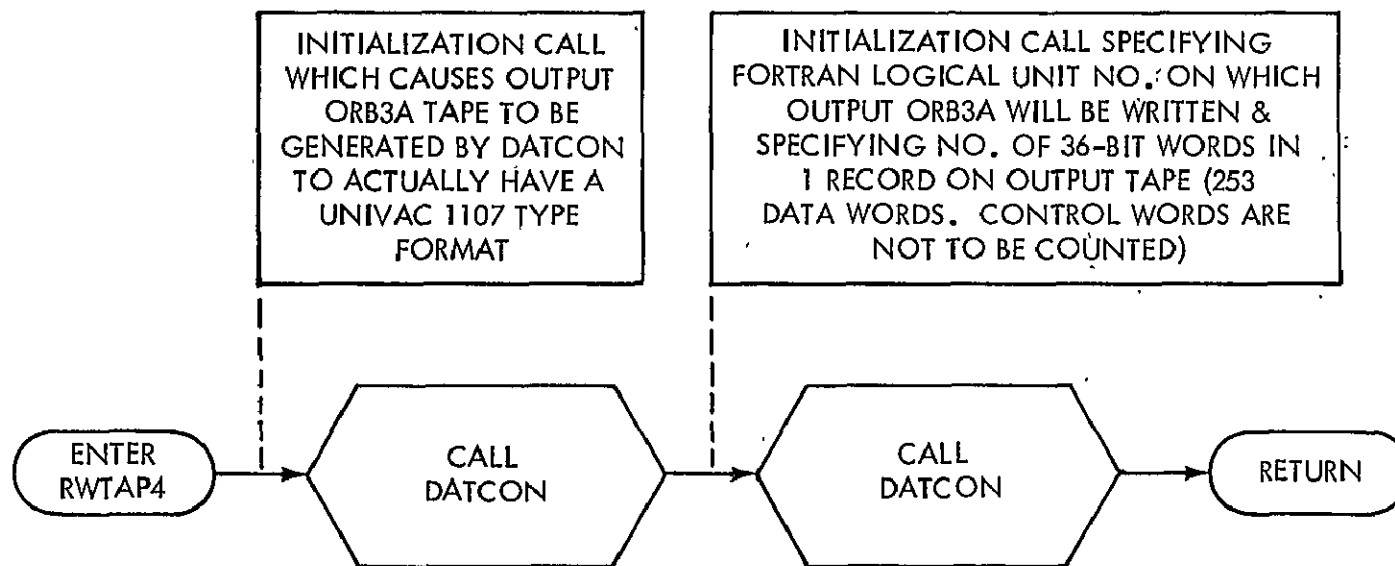 INITIALIZATION CALL
WHICH CAUSES OUTPUT
ORB3A TAPE TO BE
GENERATED BY DATCON
TO ACTUALLY HAVE A
UNIVAC 1107 TYPE
FORMAT
INITIALIZATION CALL SPECIFYING
FORTRAN LOGICAL UNIT NO. ON WHICH
OUTPUT ORB3A WILL BE WRITTEN &
SPECIFYING NO. OF 36-BIT WORDS IN
1 RECORD ON OUTPUT TAPE (253
DATA WORDS. CONTROL WORDS ARE
NOT TO BE COUNTED)
ENTER
RWTAP4
CALL
DATCON
CALL
DATCON
RETURN